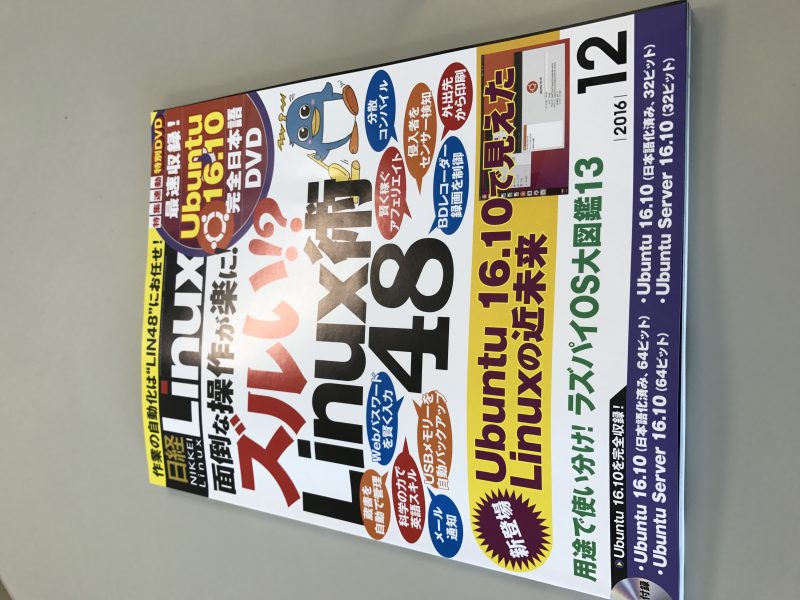 作業の自動化は“LIN48”にお任せ!
特集連動 特別DVD
最速収録!
Ubuntu
16.10
完全日本語
DVD
日経
NIKKEI
Linux
Linux
面倒な操作が楽に
ズルい!?
Linux術
48
分散
コンパイル
賢く稼ぐ
アフェリエイト
侵入者を
センサー検知
BDレコーダー
録画を制御
外出先
から印刷
Webパスワード
を賢く入力
蔵書を
自動で管理
USBメモリーを
自動バックアップ
科学の力で
英語スキル
メール
通知
新登場
Ubuntu 16.10で見えた
Linuxの近未来
用途で使い分け! ラズパイOS大図鑑13
2016
12
Ubuntu 16.10を完全収録!
・Ubuntu 16.10 (日本語化済み、64ビット)
・Ubuntu Server 16.10 (64ビット)
・Ubuntu 16.10 (日本語化済み、32ビット)
・Ubuntu Server 16.10 (32ビット)
付録